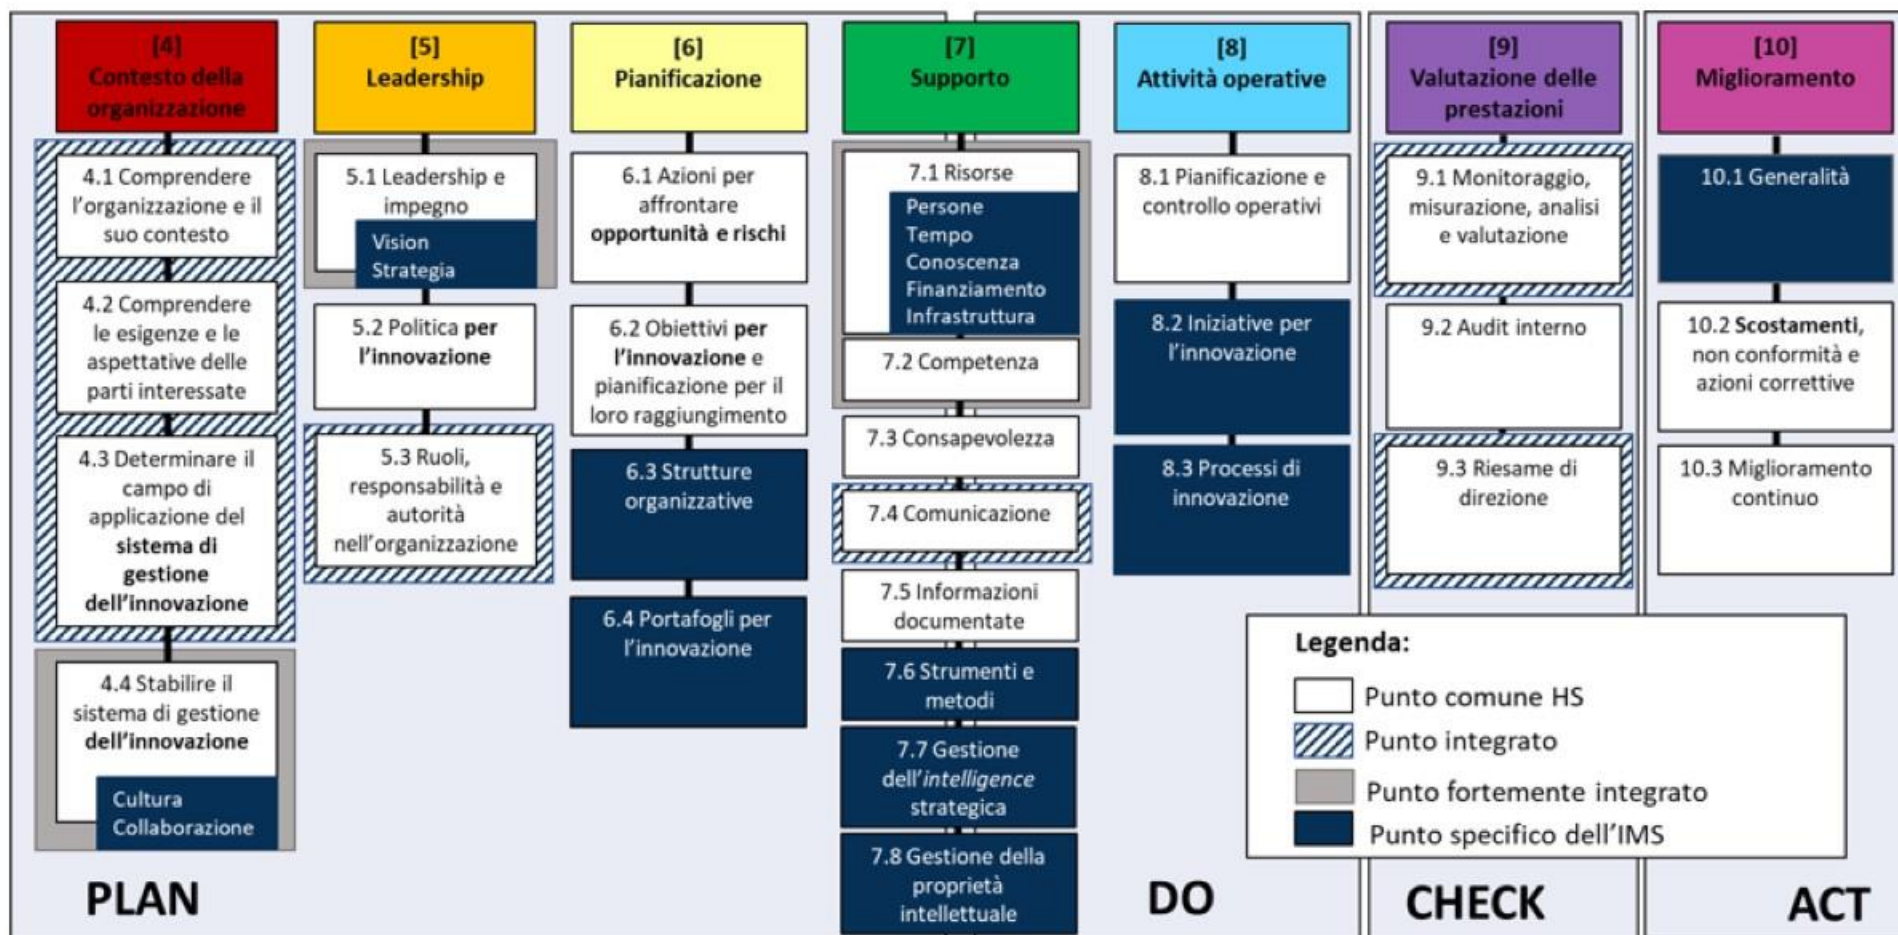 [4]
Contesto della
organizzazione
4.1 Comprendere
l'organizzazione e il
suo contesto
4.2 Comprendere
le esigenze e le
aspettative delle
parti interessate
4.3 Determinare il
campo di
applicazione del
sistema di
gestione
dell'innovazione
4.4 Stabilire il
sistema di gestione
dell'innovazione
Cultura
Collaborazione
[5]
Leadership
5.1 Leadership e
impegno
Vision
Strategia
5.2 Politica per
l'innovazione
5.3 Ruoli,
responsabilità e
autorità
nell'organizzazione
[6]
Pianificazione
6.1 Azioni per
affrontare
opportunità e rischi
6.2 Obiettivi per
l'innovazione e
pianificazione per il
loro raggiungimento
6.3 Strutture
organizzative
6.4 Portafogli per
l'innovazione
[7]
Supporto
7.1 Risorse
Persone
Tempo
Conoscenza
Finanziamento
Infrastruttura
7.2 Competenza
7.3 Consapevolezza
7.4 Comunicazione
7.5 Informazioni
documentate
7.6 Strumenti e
metodi
7.7 Gestione
dell'intelligence
strategica
7.8 Gestione della
proprietà
intellettuale
[8]
Attività operative
8.1 Pianificazione e
controllo operativi
8.2 Iniziative per
l'innovazione
8.3 Processi di
innovazione
[9]
Valutazione delle
prestazioni
9.1 Monitoraggio,
misurazione, analisi
e valutazione
9.2 Audit interno
9.3 Riesame di
direzione
[10]
Miglioramento
10.1 Generalità
10.2 Scostamenti,
non conformità e
azioni correttive
10.3 Miglioramento
continuo
Legenda:
Punto comune HS
Punto integrato
Punto fortemente integrato
Punto specifico dell'IMS
PLAN
DO
CHECK
ACT